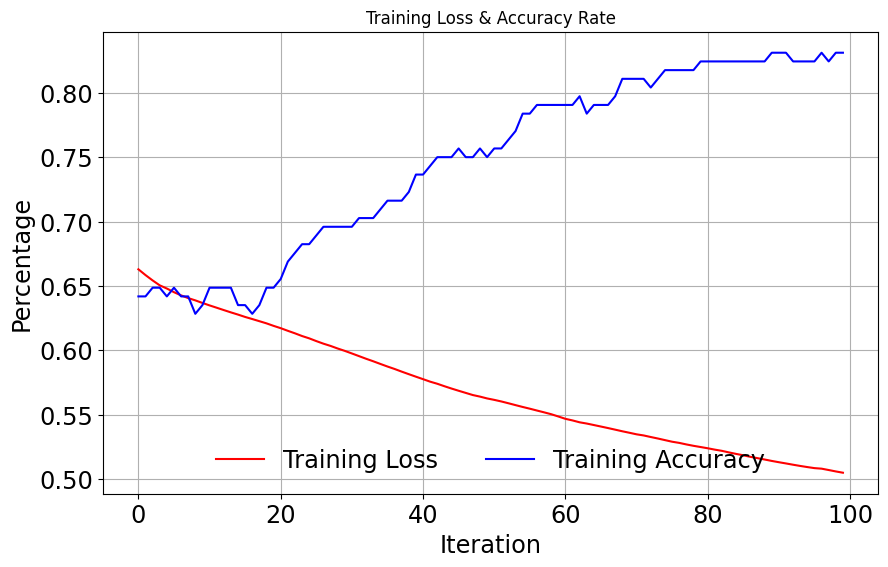 Training Loss & Accuracy Rate
0.80
0.75
0.70
0.65
0.60
0.55
0.50
Percentage
Training Loss Training Accuracy
0 20 40 60 80 100
Iteration